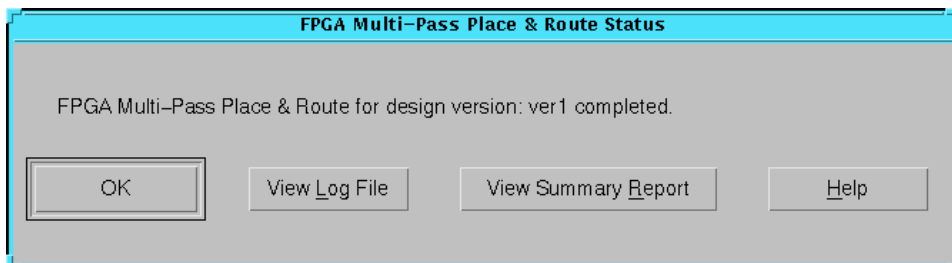 FPGA Multi-Pass Place & Route Status
FPGA Multi-Pass Place & Route for design version: ver1 completed.
OK View Log File View Summary Report Help